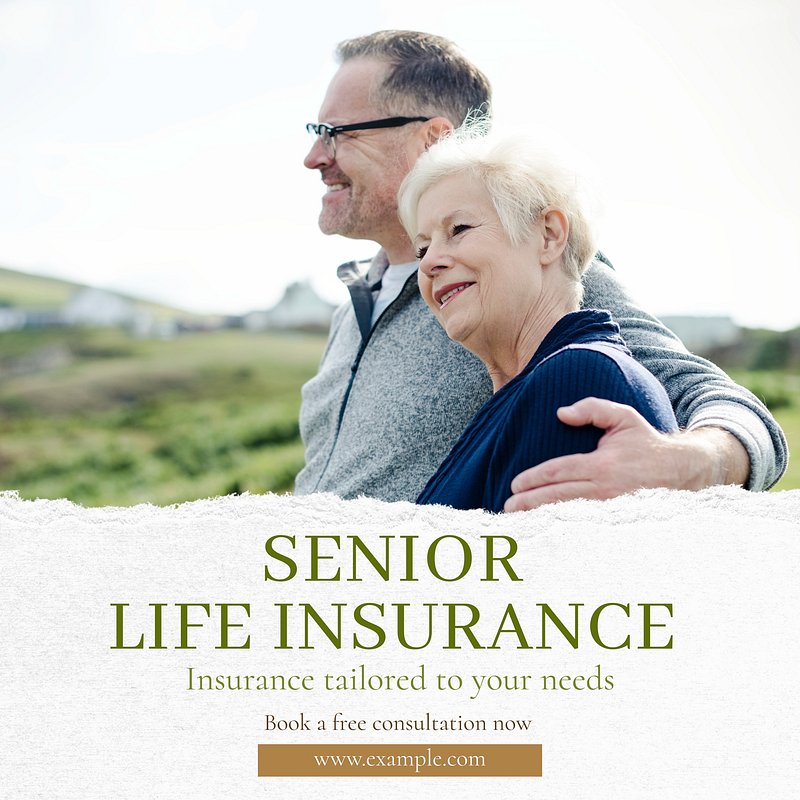 SENIOR
LIFE INSURANCE
Insurance tailored to your needs
Book a free consultation now
www.example.com